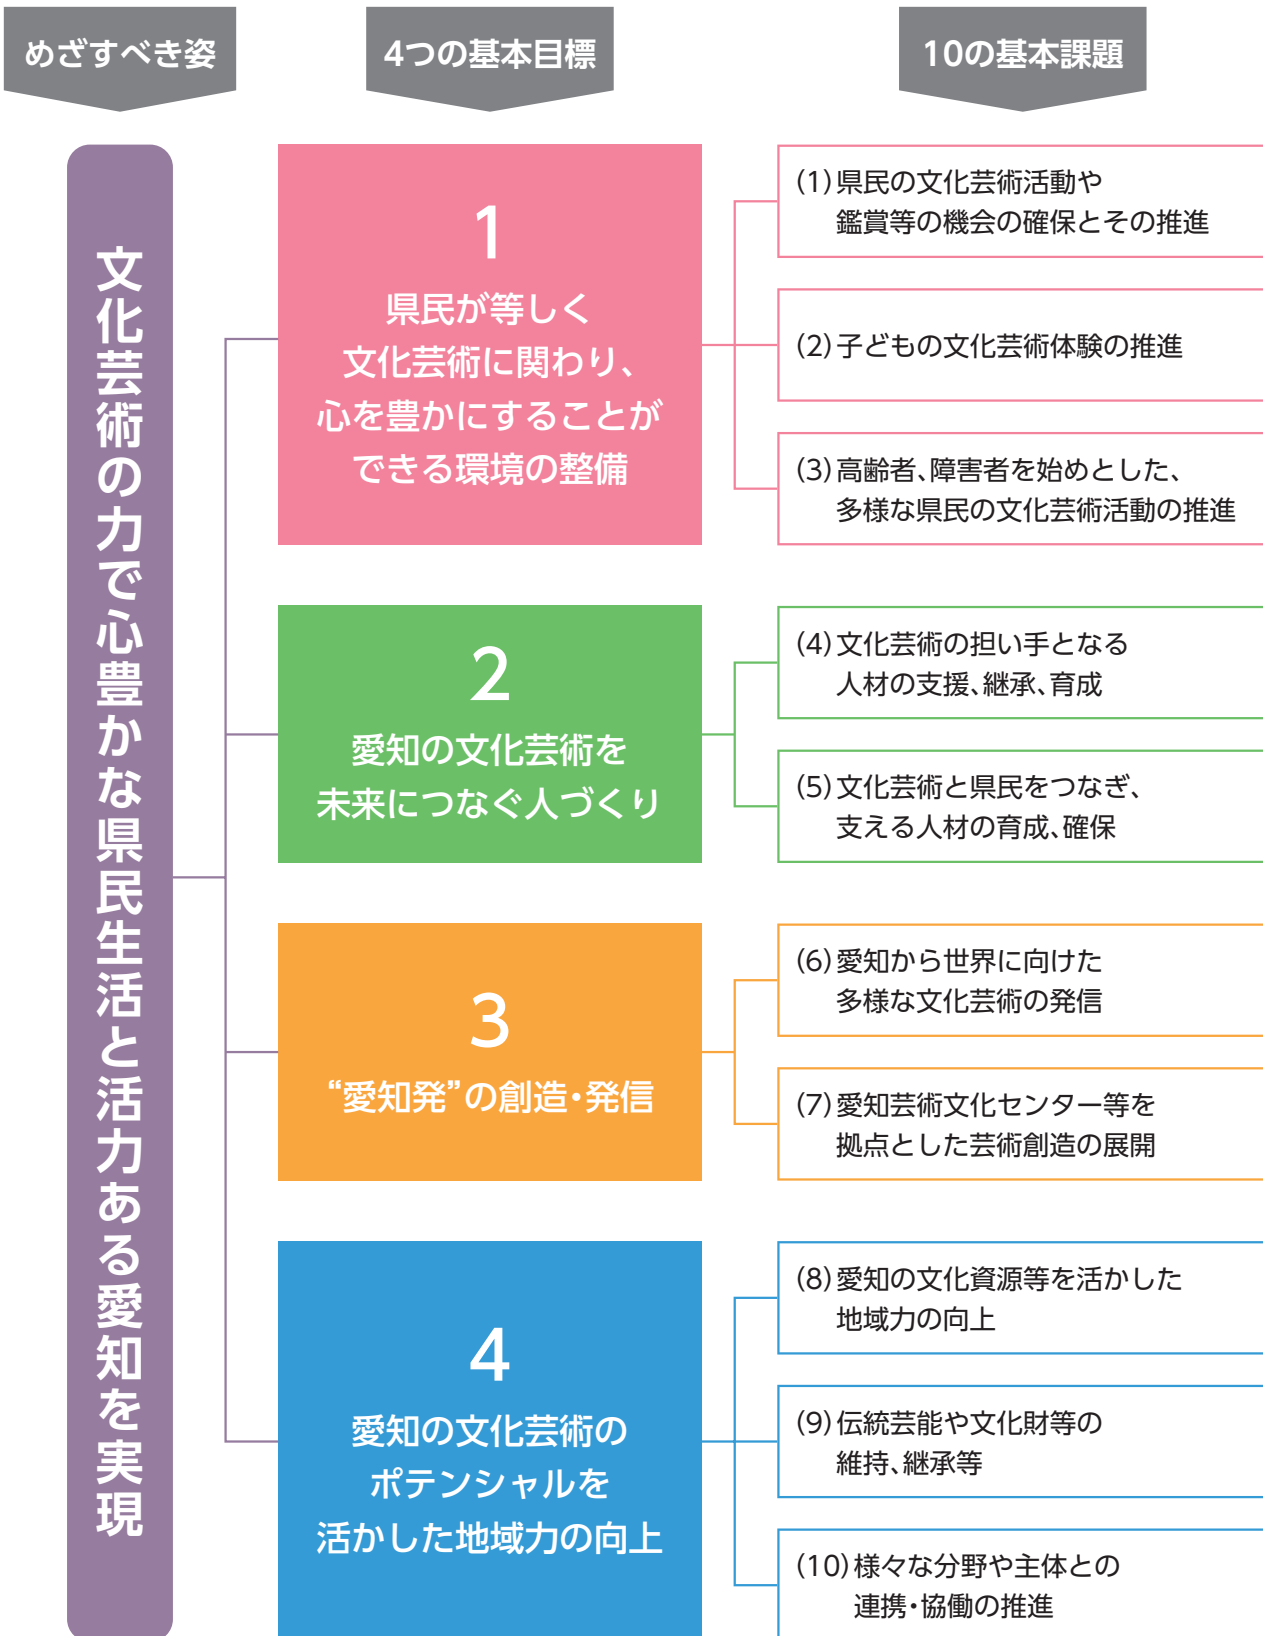 めざすべき姿
4つの基本目標
10の基本課題
文化芸術の力で心豊かな県民生活と活力ある愛知を実現
1
県民が等しく
文化芸術に関わり、
心を豊かにすることが
できる環境の整備
(1)県民の文化芸術活動や
鑑賞等の機会の確保とその推進
(2)子どもの文化芸術体験の推進
(3)高齢者、障害者を始めとした、
多様な県民の文化芸術活動の推進
2
愛知の文化芸術を
未来につなぐ人づくり
(4)文化芸術の担い手となる
人材の支援、継承、育成
(5)文化芸術と県民をつなぎ、
支える人材の育成、確保
3
“愛知発”の創造・発信
(6)愛知から世界に向けた
多様な文化芸術の発信
(7)愛知芸術文化センター等を
拠点とした芸術創造の展開
4
愛知の文化芸術の
ポテンシャルを
活かした地域力の向上
(8)愛知の文化資源等を活かした
地域力の向上
(9)伝統芸能や文化財等の
維持、継承等
(10)様々な分野や主体との
連携・協働の推進